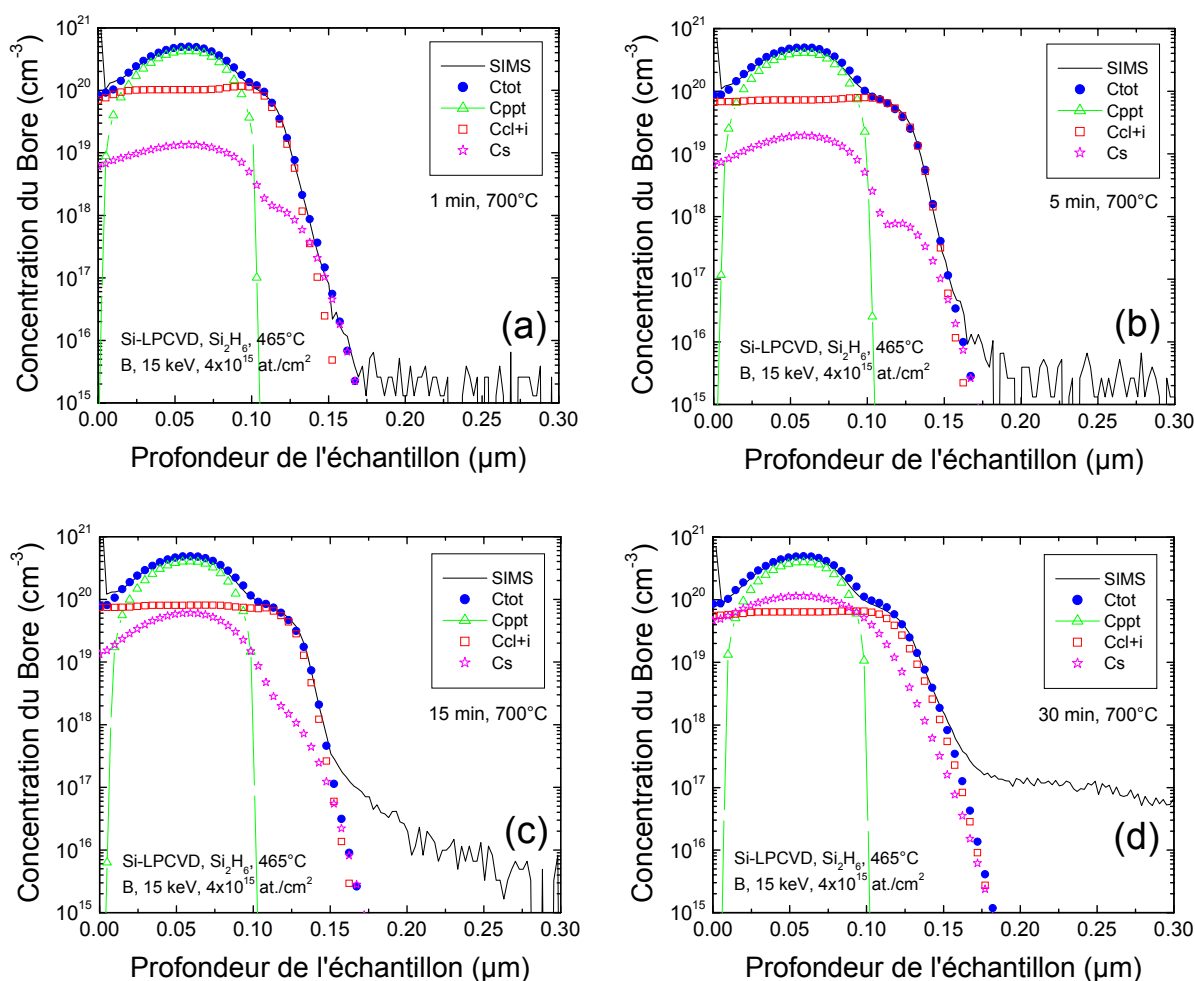 10²¹
10²⁰
10¹⁹
10¹⁸
10¹⁷
10¹⁶
10¹⁵
Concentration du Bore (cm⁻³)
SIMS
Ctot
Cppt
Ccl+i
Cs
1 min, 700°C
(a)
Si-LPCVD, Si₂H₆, 465°C
B, 15 keV, 4x10¹⁵ at./cm²
0.00 0.05 0.10 0.15 0.20 0.25 0.30
Profondeur de l'échantillon (µm)
10²¹
10²⁰
10¹⁹
10¹⁸
10¹⁷
10¹⁶
10¹⁵
Concentration du Bore (cm⁻³)
SIMS
Ctot
Cppt
Ccl+i
Cs
5 min, 700°C
(b)
Si-LPCVD, Si₂H₆, 465°C
B, 15 keV, 4x10¹⁵ at./cm²
0.00 0.05 0.10 0.15 0.20 0.25 0.30
Profondeur de l'échantillon (µm)
10²¹
10²⁰
10¹⁹
10¹⁸
10¹⁷
10¹⁶
10¹⁵
Concentration du Bore (cm⁻³)
SIMS
Ctot
Cppt
Ccl+i
Cs
15 min, 700°C
(c)
Si-LPCVD, Si₂H₆, 465°C
B, 15 keV, 4x10¹⁵ at./cm²
0.00 0.05 0.10 0.15 0.20 0.25 0.30
Profondeur de l'échantillon (µm)
10²¹
10²⁰
10¹⁹
10¹⁸
10¹⁷
10¹⁶
10¹⁵
Concentration du Bore (cm⁻³)
SIMS
Ctot
Cppt
Ccl+i
Cs
30 min, 700°C
(d)
Si-LPCVD, Si₂H₆, 465°C
B, 15 keV, 4x10¹⁵ at./cm²
0.00 0.05 0.10 0.15 0.20 0.25 0.30
Profondeur de l'échantillon (µm)